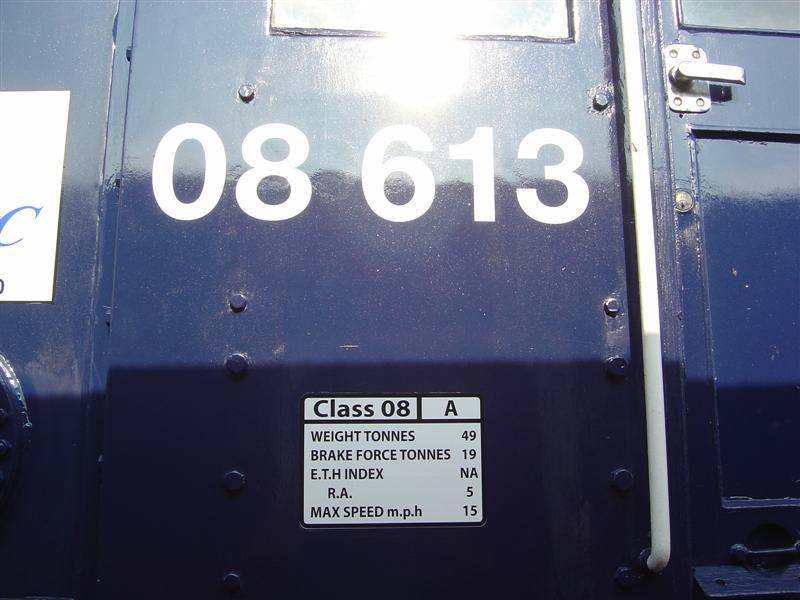 08 613
c
Class 08 A
WEIGHT TONNES 49
BRAKE FORCE TONNES 19
E.T.H INDEX NA
R.A. 5
MAX SPEED m.p.h 15